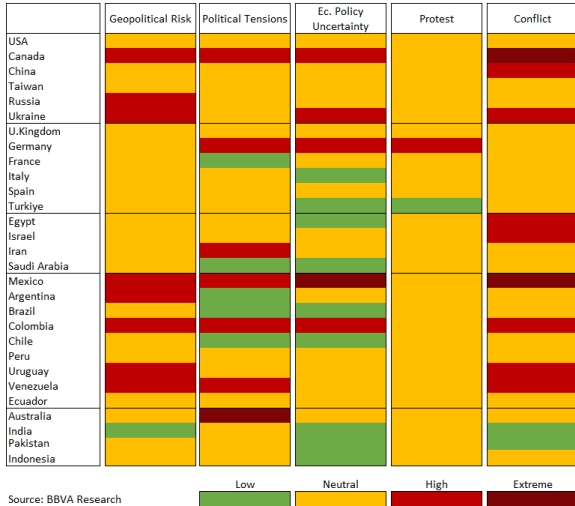 Geopolitical Risk Political Tensions Ec. Policy Uncertainty Protest Conflict
USA
Canada
China
Taiwan
Russia
Ukraine
U.Kingdom
Germany
France
Italy
Spain
Turkiye
Egypt
Israel
Iran
Saudi Arabia
Mexico
Argentina
Brazil
Colombia
Chile
Peru
Uruguay
Venezuela
Ecuador
Australia
India
Pakistan
Indonesia
Low Neutral High Extreme
Source: BBVA Research